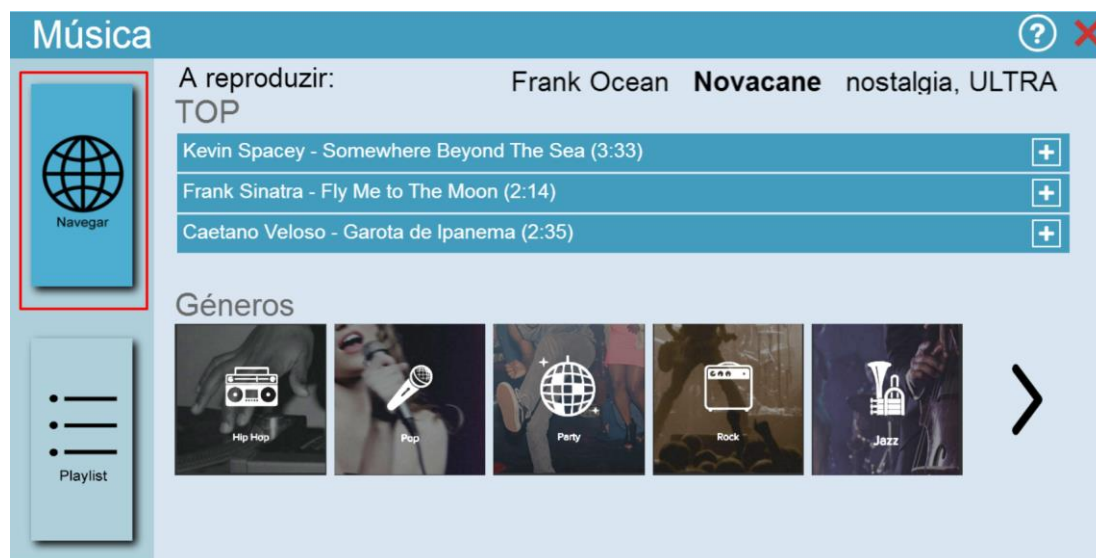 Música
?
A reproduzir: Frank Ocean Novacane nostalgia, ULTRA
TOP
Kevin Spacey - Somewhere Beyond The Sea (3:33)
Frank Sinatra - Fly Me to The Moon (2:14)
Caetano Veloso - Garota de Ipanema (2:35)
Navegar
Géneros
Hip Hop Pop Party Rock Jazz
Playlist